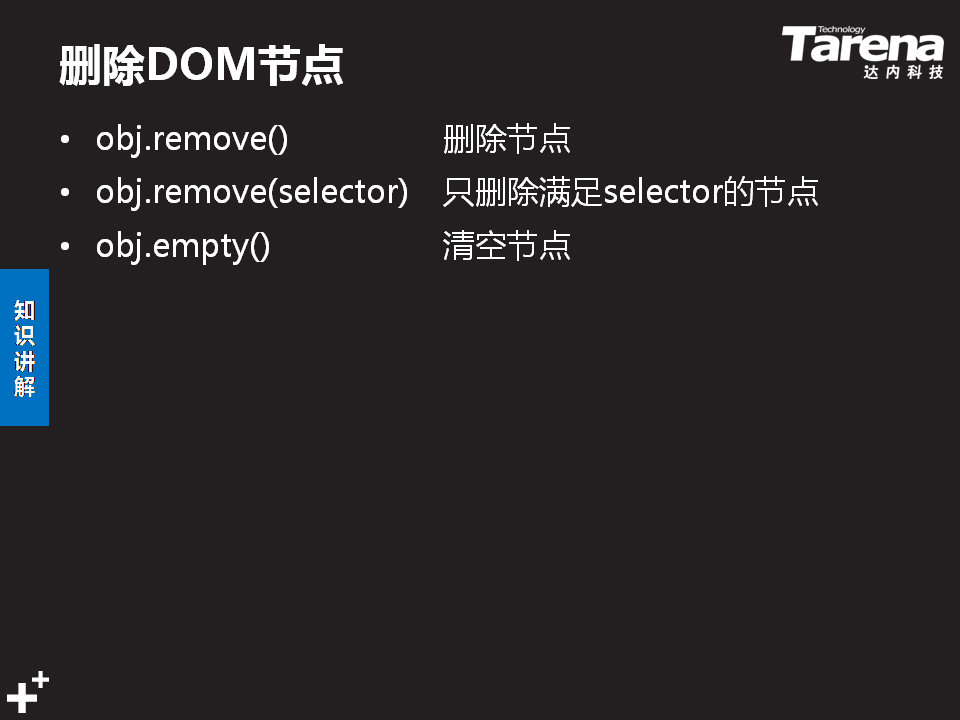 删除DOM节点
Technology
Tarena
达内科技
• obj.remove() 删除节点
• obj.remove(selector) 只删除满足selector的节点
• obj.empty() 清空节点
知识讲解